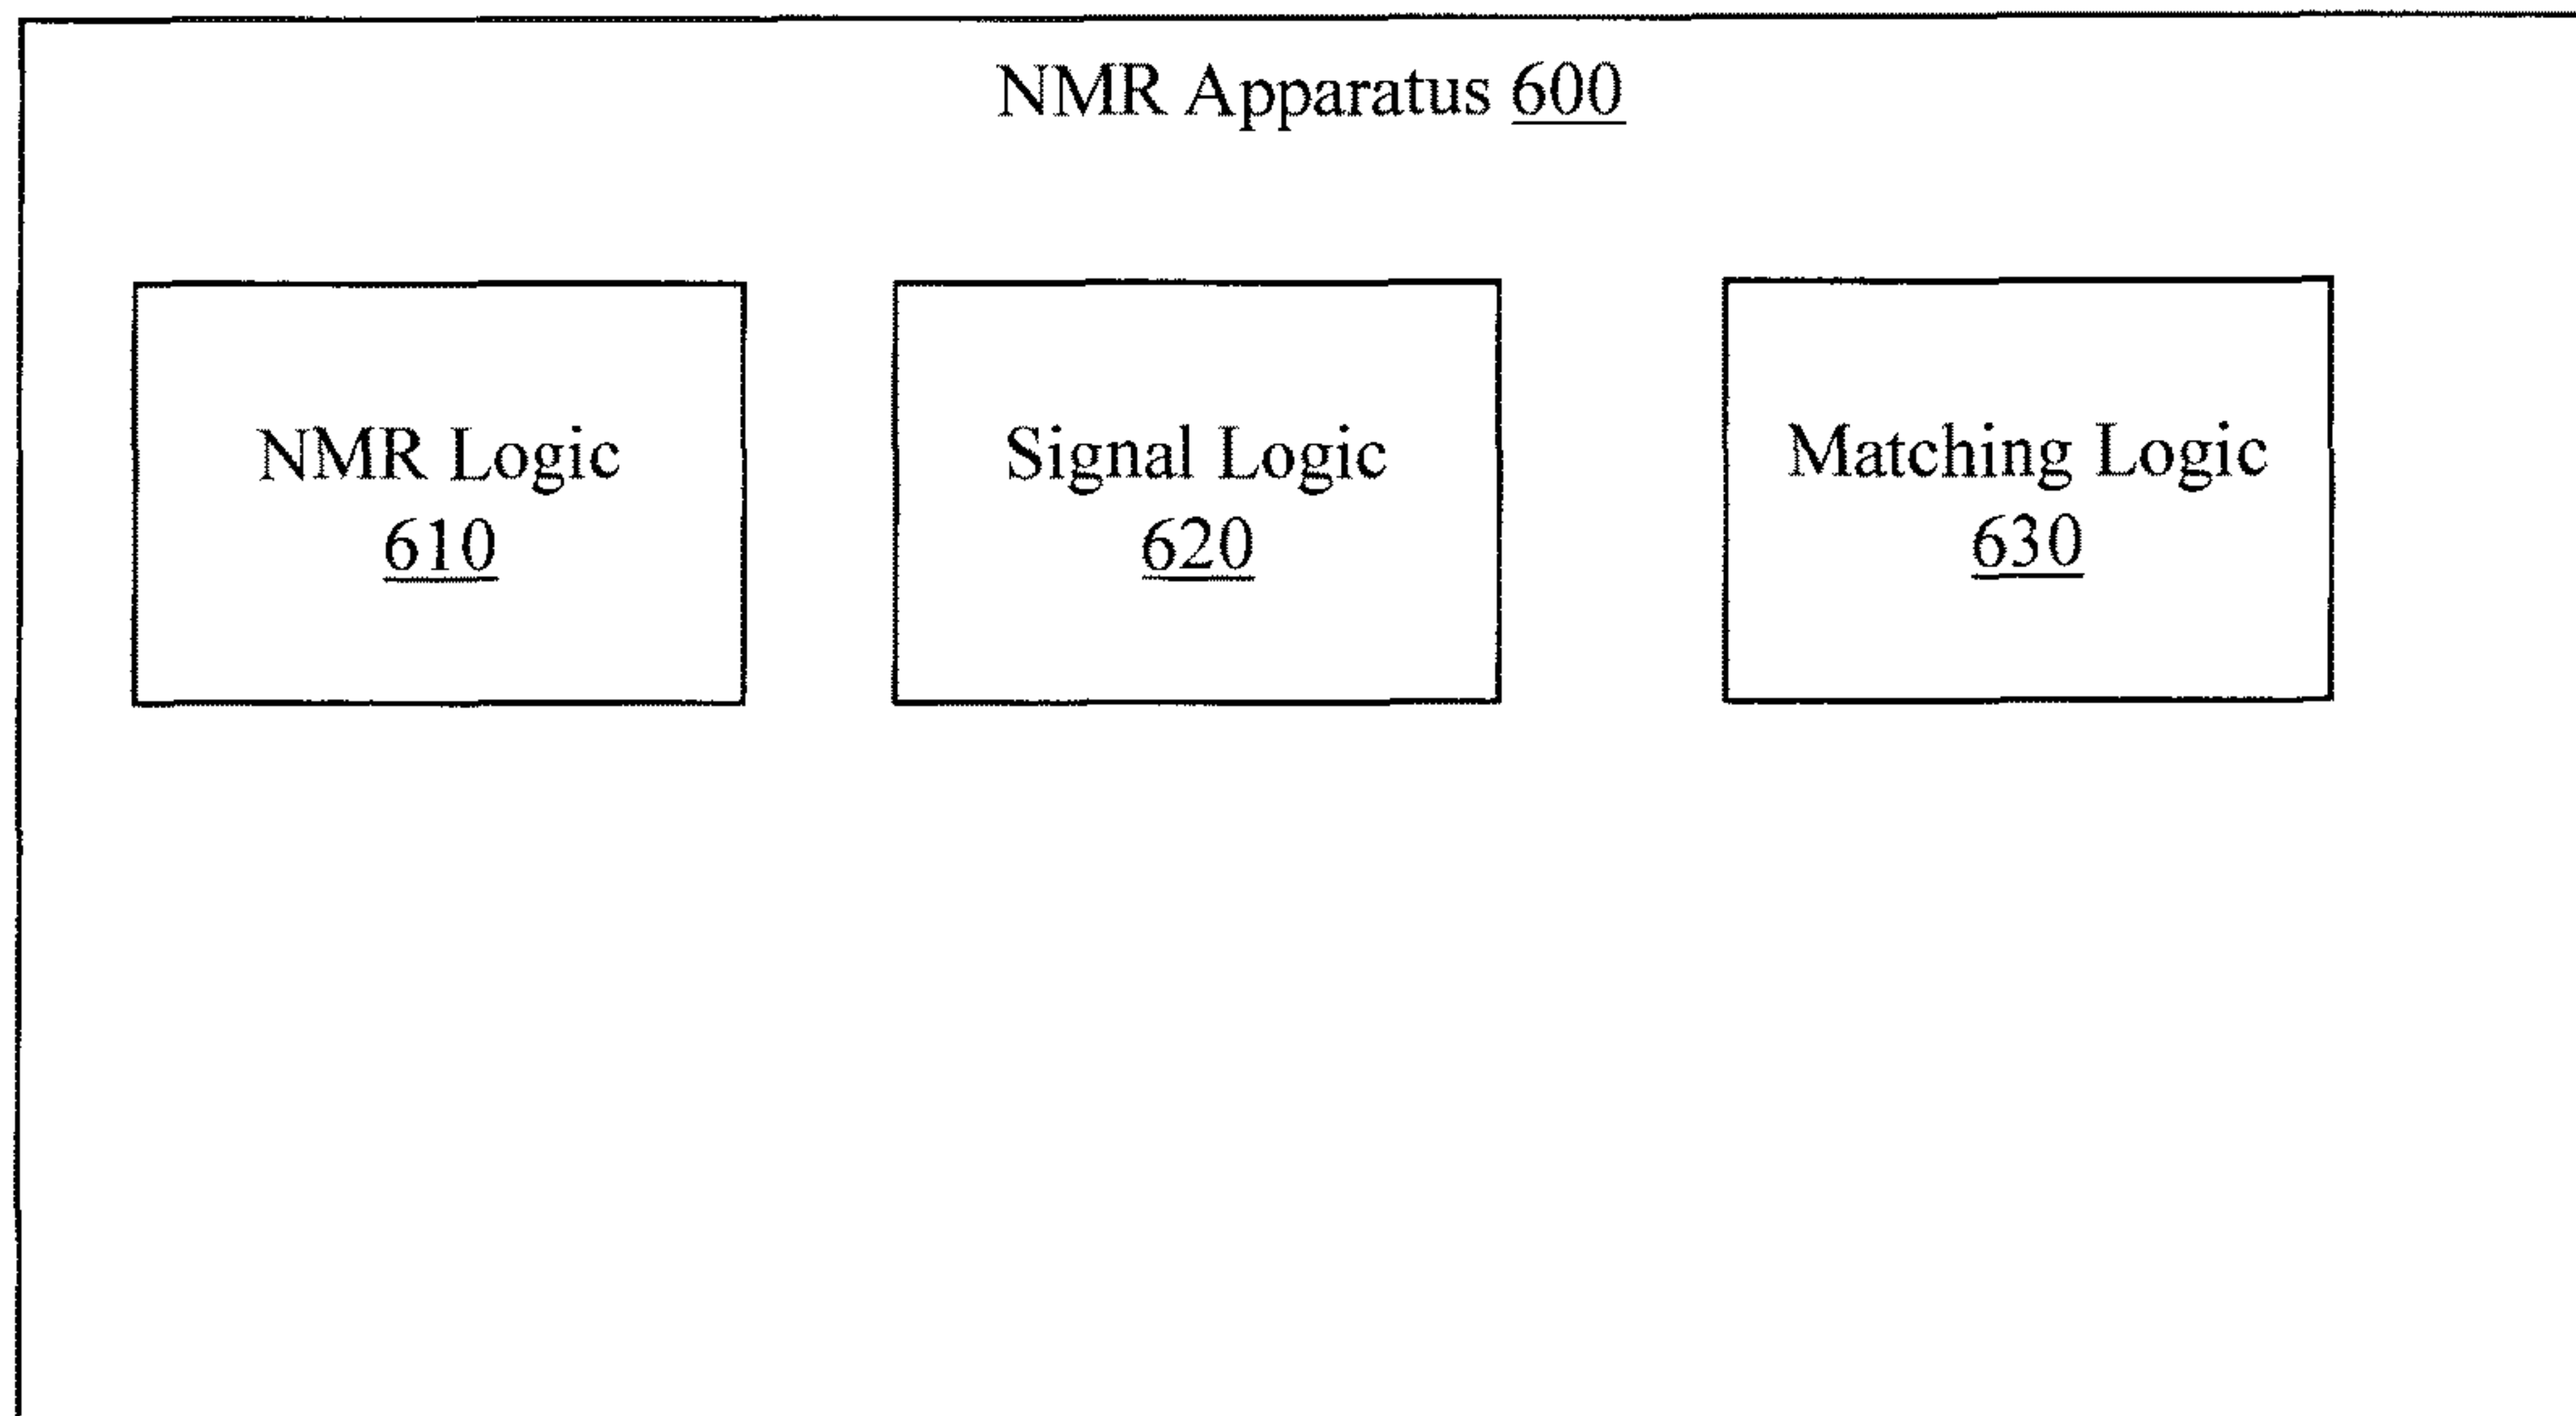 NMR Apparatus 600
NMR Logic
610
Signal Logic
620
Matching Logic
630